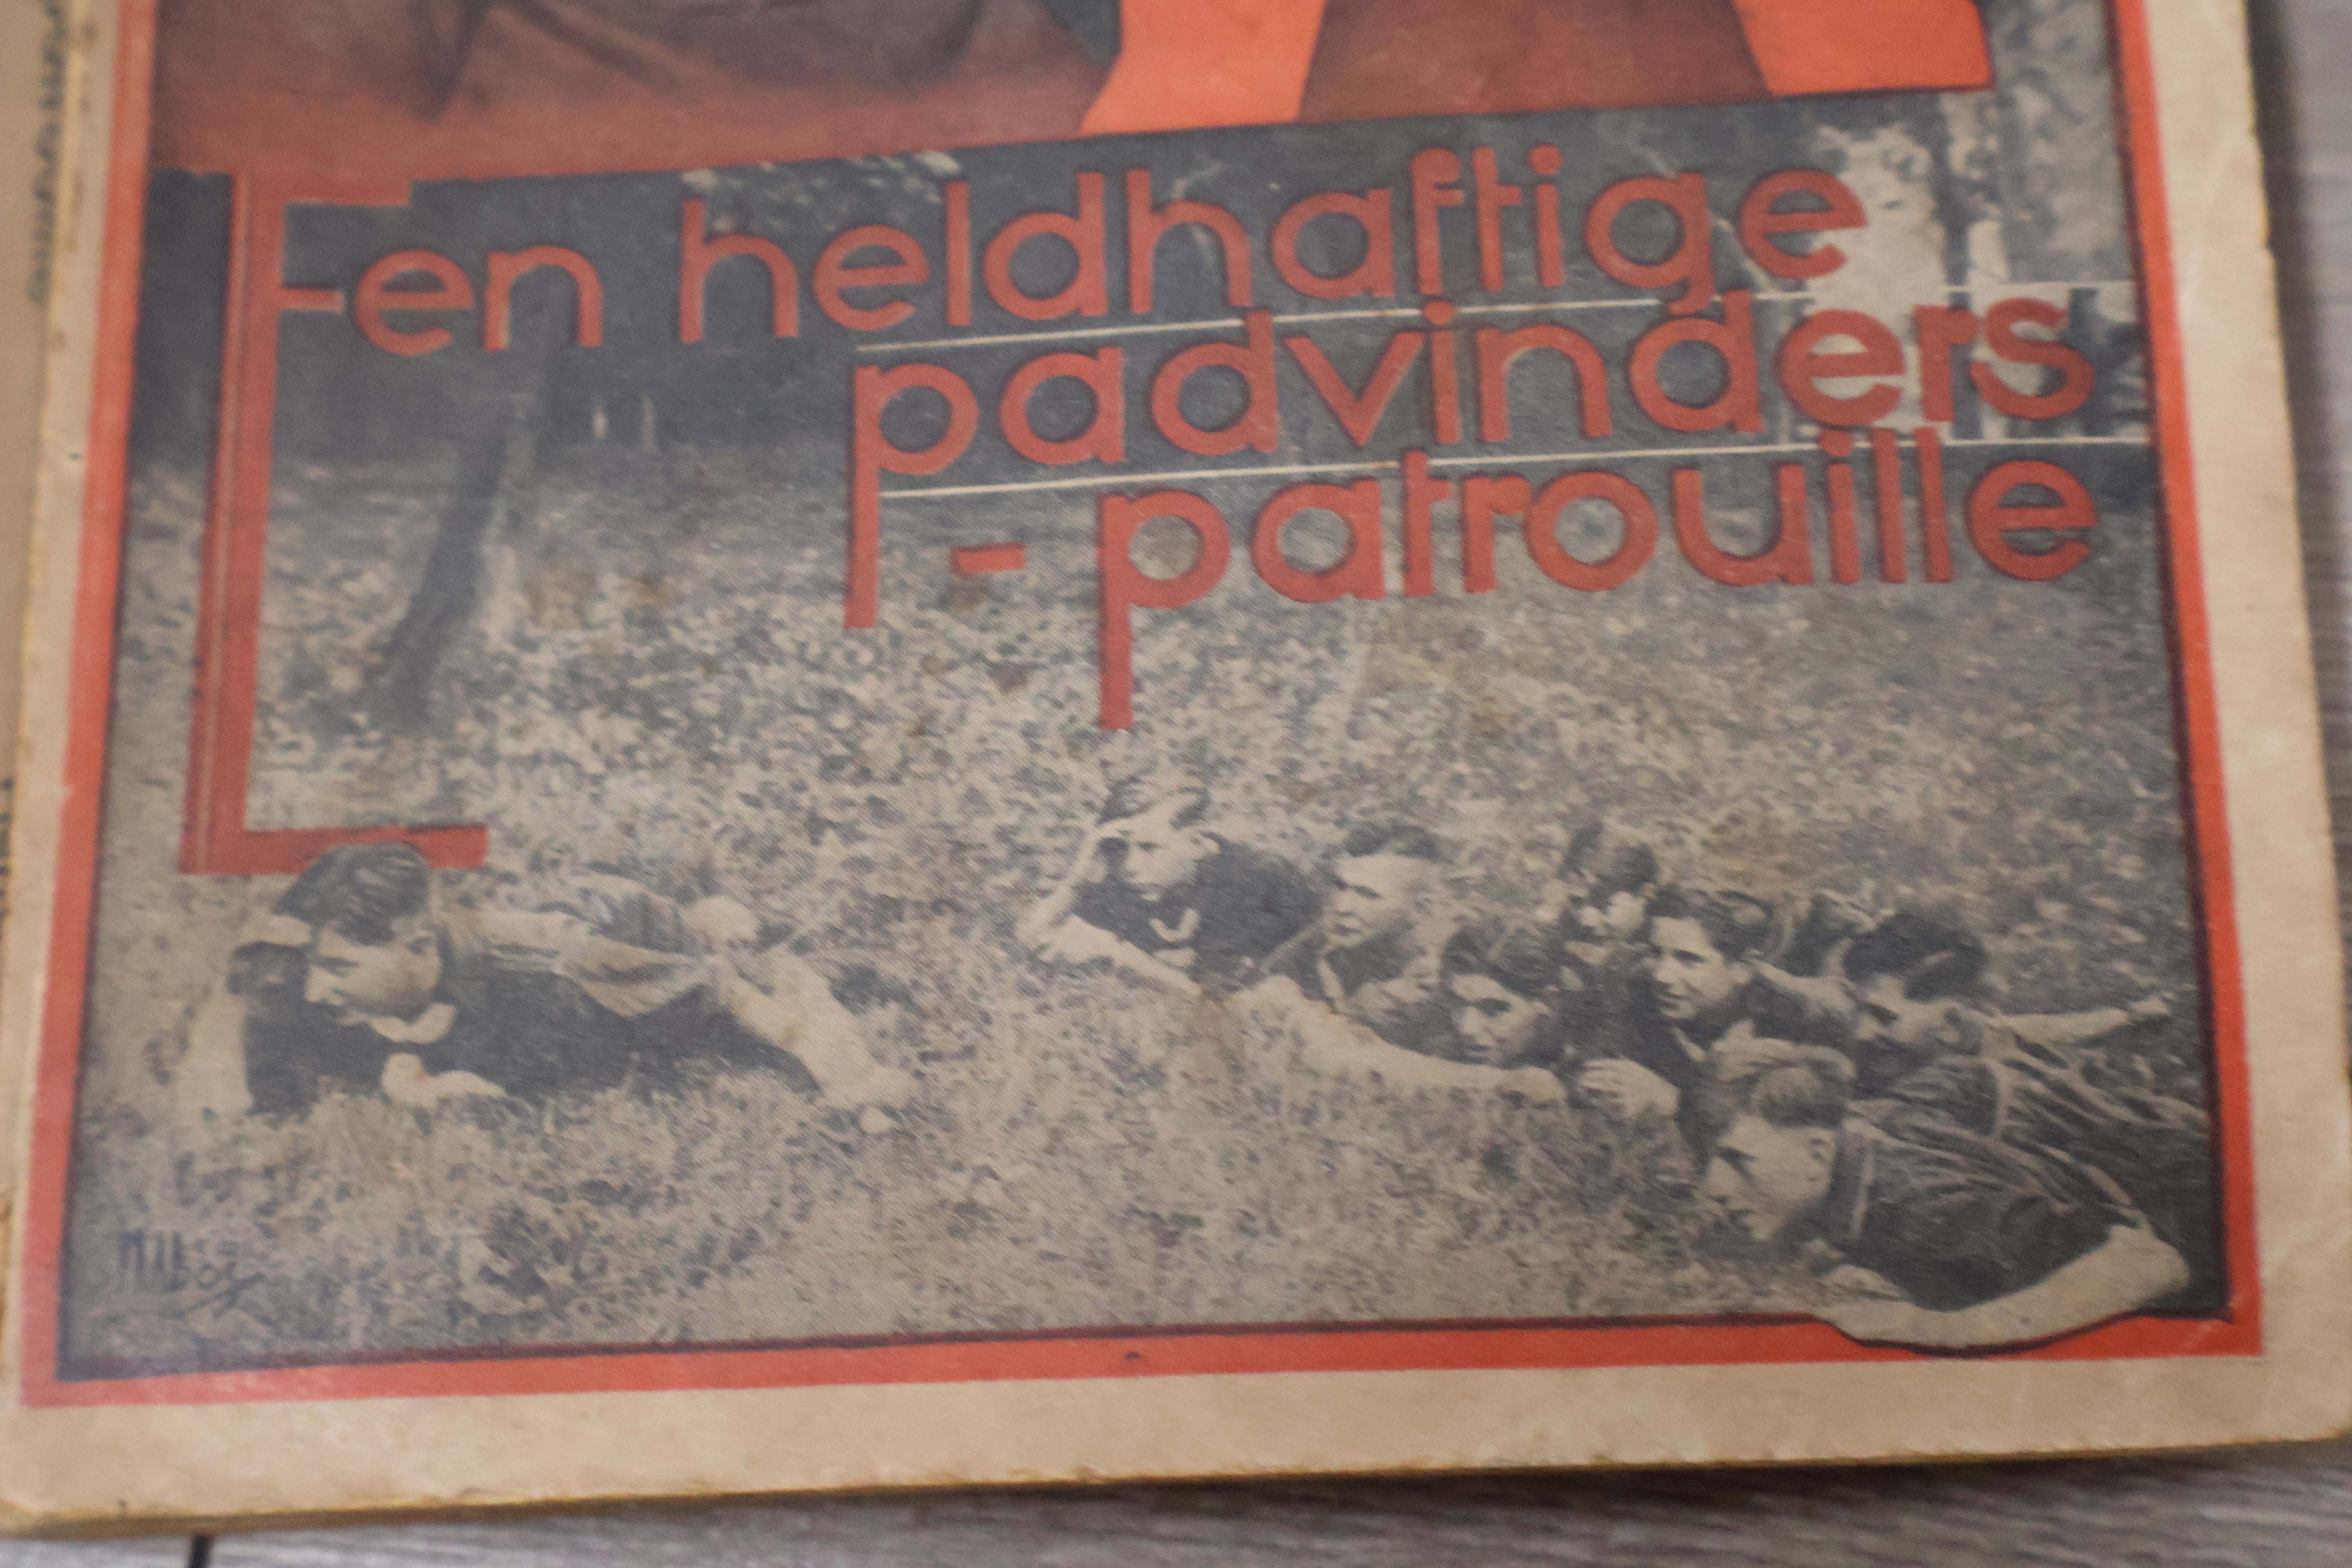 Een heldhaftige
padvinders
-patrouille